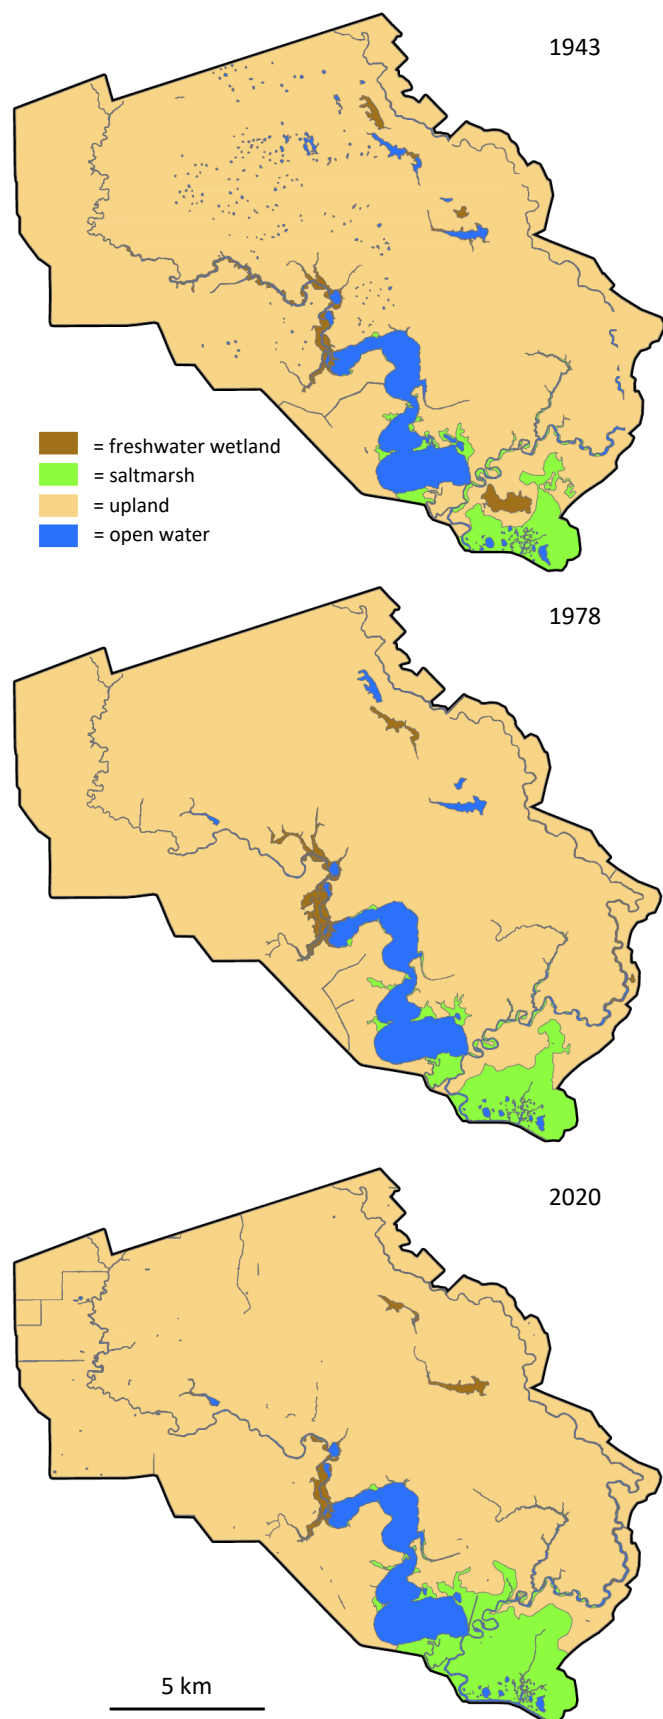 1943
= freshwater wetland
= saltmarsh
= upland
= open water
1978
2020
5 km